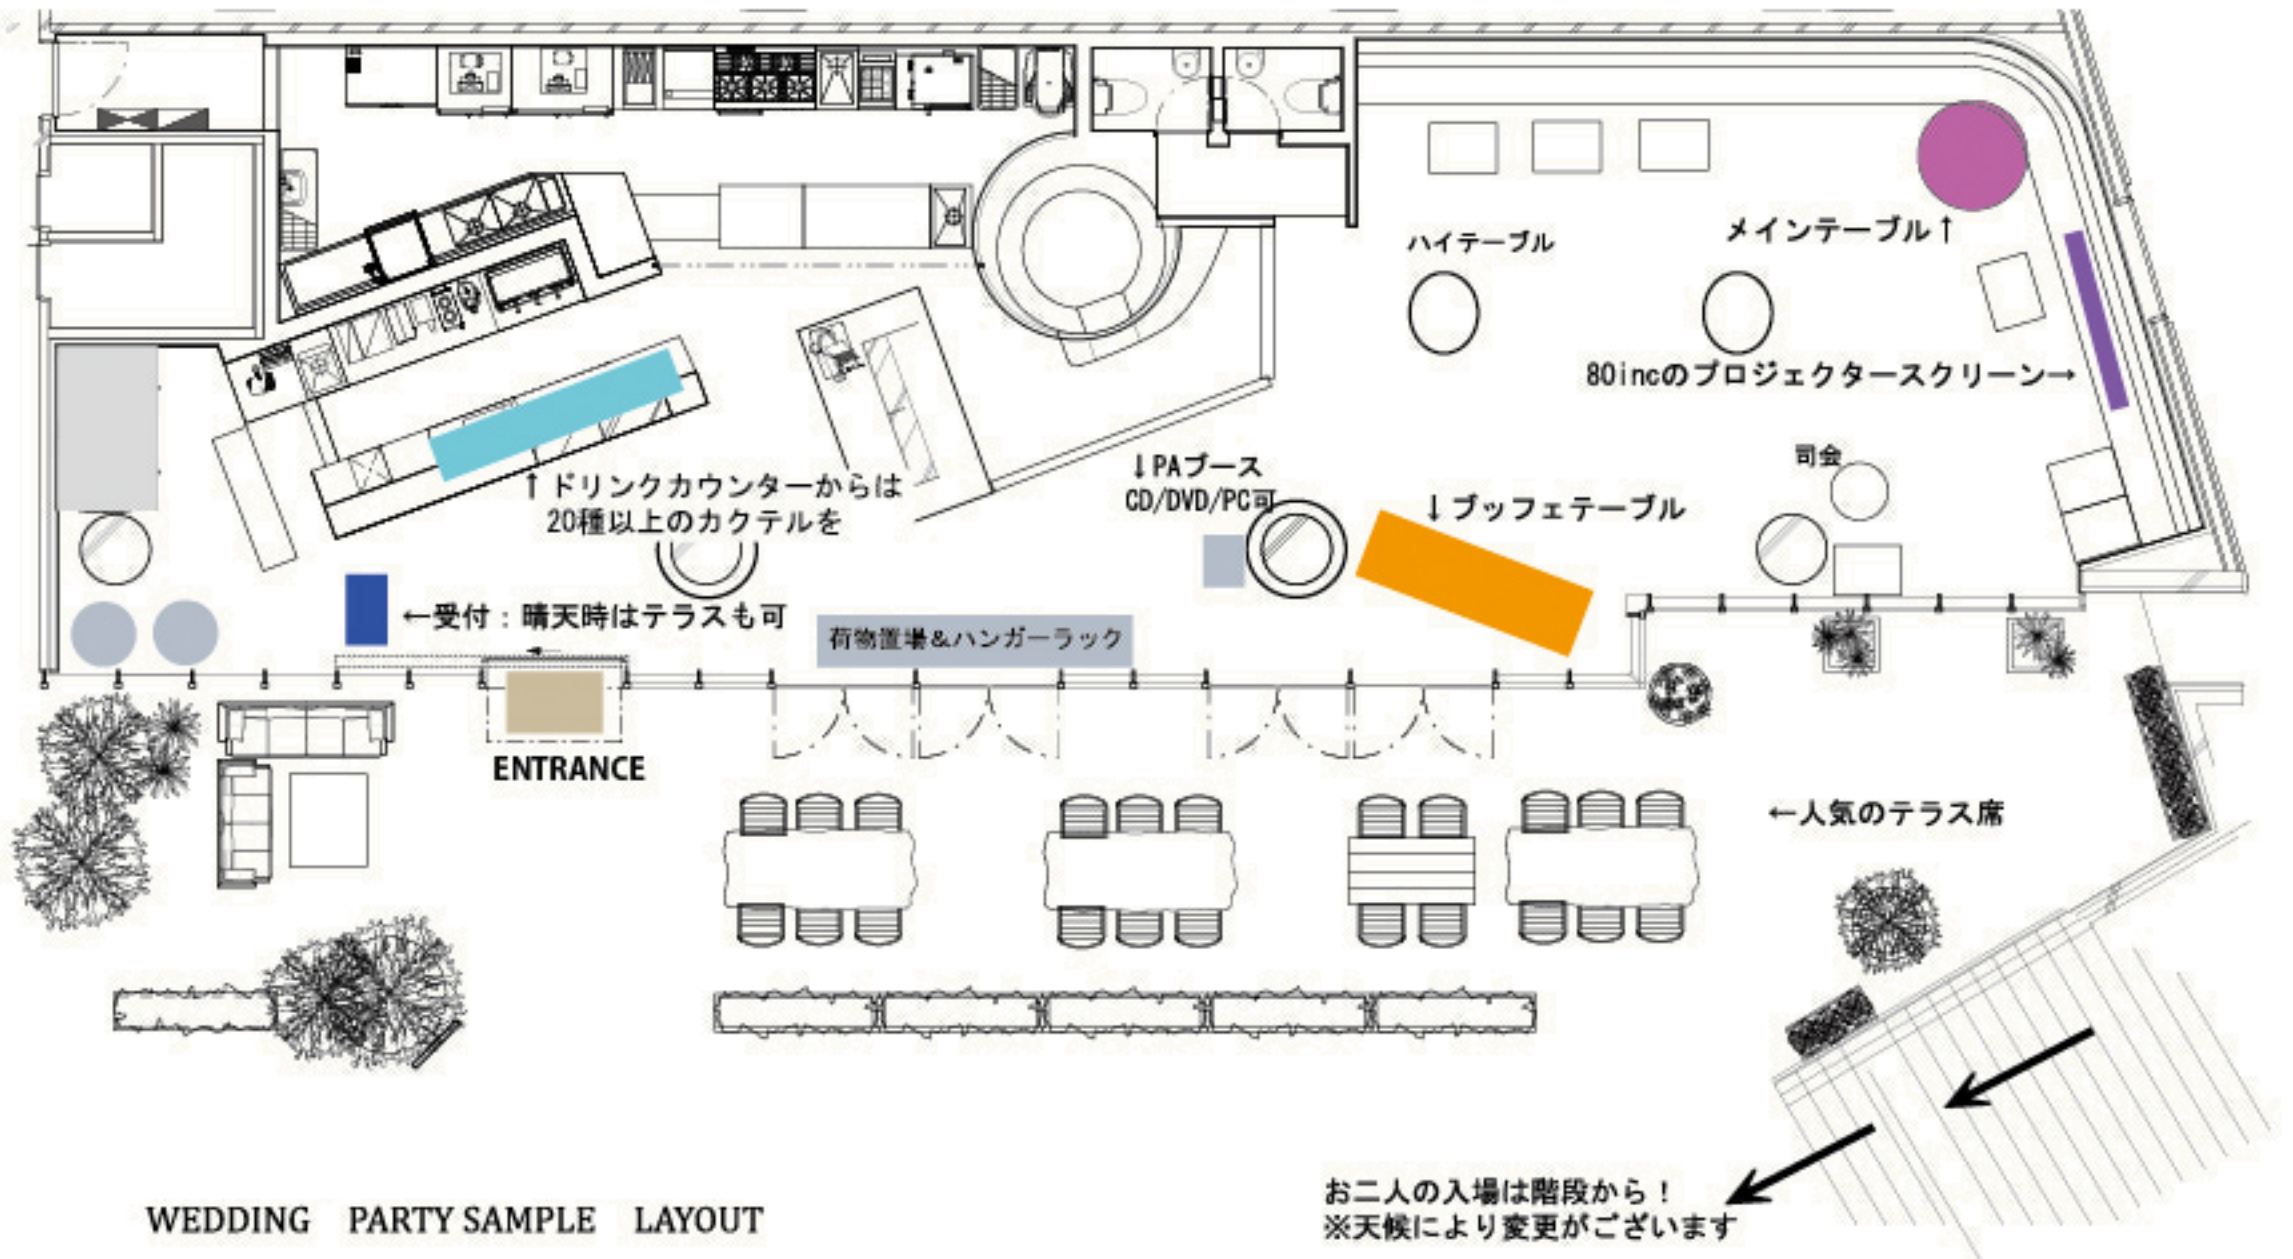 ハイテーブル
メインテーブル↑
80incのプロジェクタースクリーン→
司会
↓PAブース
CD/DVD/PC可
↓ブッフェテーブル
↑ドリンクカウンターからは
20種以上のカクテルを
←受付：晴天時はテラスも可
荷物置場&ハンガーラック
ENTRANCE
←人気のテラス席
お二人の入場は階段から！
※天候により変更がございます
WEDDING PARTY SAMPLE LAYOUT